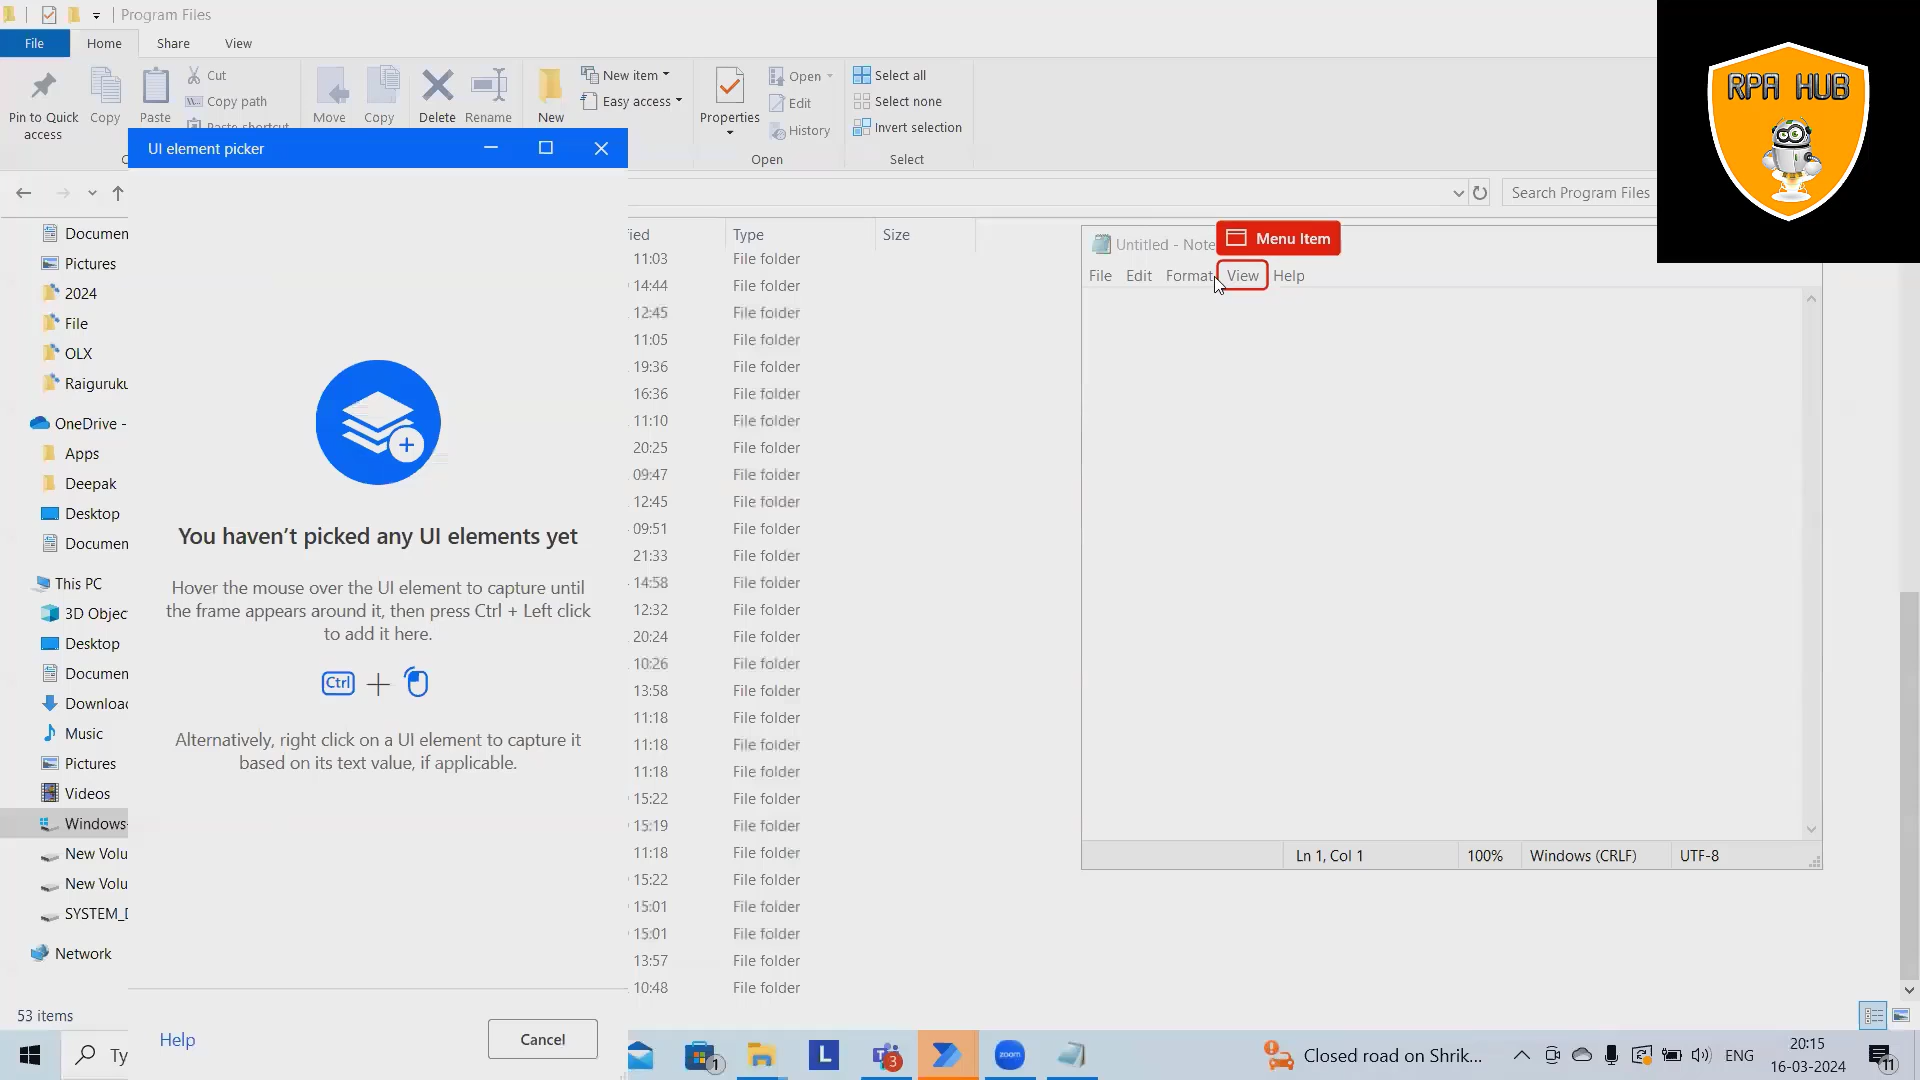 Program Files
File Home Share View
Pin to Quick access
Copy
Paste
Cut
Copy path
Paste shortcut
Move
Copy
Delete
Rename
New
New item
Easy access
Properties
Open
Edit
History
Open
Select all
Select none
Invert selection
Select
RPA HUB
UI element picker
Search Program Files
Documen
Pictures
2024
File
OLX
Raiguruku
OneDrive -
Apps
Deepak
Desktop
Documen
This PC
3D Objec
Desktop
Documen
Downloac
Music
Pictures
Videos
Windows-
New Volu
New Volu
SYSTEM_D
Network
53 items
You haven’t picked any UI elements yet
Hover the mouse over the UI element to capture until
the frame appears around it, then press Ctrl + Left click
to add it here.
Ctrl
Alternatively, right click on a UI element to capture it
based on its text value, if applicable.
Help
Cancel
fied Type Size
11:03 File folder
14:44 File folder
12:45 File folder
11:05 File folder
19:36 File folder
16:36 File folder
11:10 File folder
20:25 File folder
09:47 File folder
12:45 File folder
09:51 File folder
21:33 File folder
14:58 File folder
12:32 File folder
20:24 File folder
10:26 File folder
13:58 File folder
11:18 File folder
11:18 File folder
11:18 File folder
15:22 File folder
15:19 File folder
11:18 File folder
15:22 File folder
15:01 File folder
15:01 File folder
13:57 File folder
10:48 File folder
Untitled - Note
Menu Item
File Edit Format View Help
Ln 1, Col 1 100% Windows (CRLF) UTF-8
Ty
1
L
3
zoom
Closed road on Shrik...
ENG
20:15
16-03-2024
11